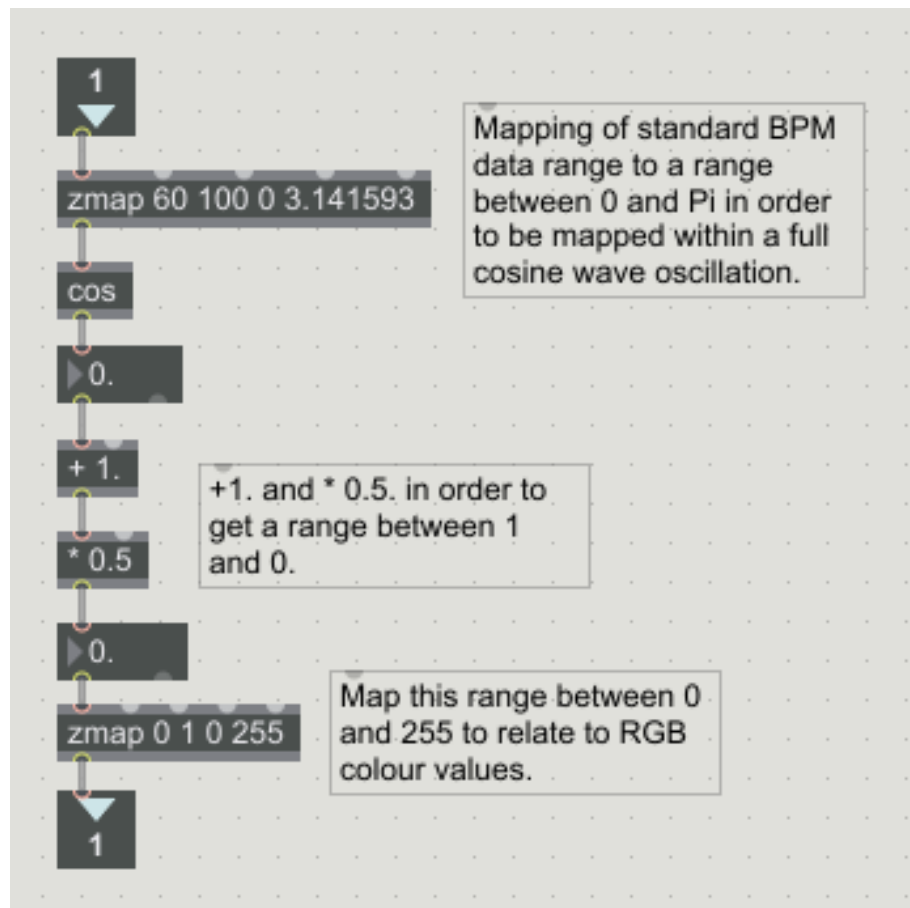 1
zmap 60 100 0 3.141593
Mapping of standard BPM
data range to a range
between 0 and Pi in order
to be mapped within a full
cosine wave oscillation.
cos
0.
+ 1.
+1. and * 0.5. in order to
get a range between 1
and 0.
* 0.5
0.
zmap 0 1 0 255
Map this range between 0
and 255 to relate to RGB
colour values.
1